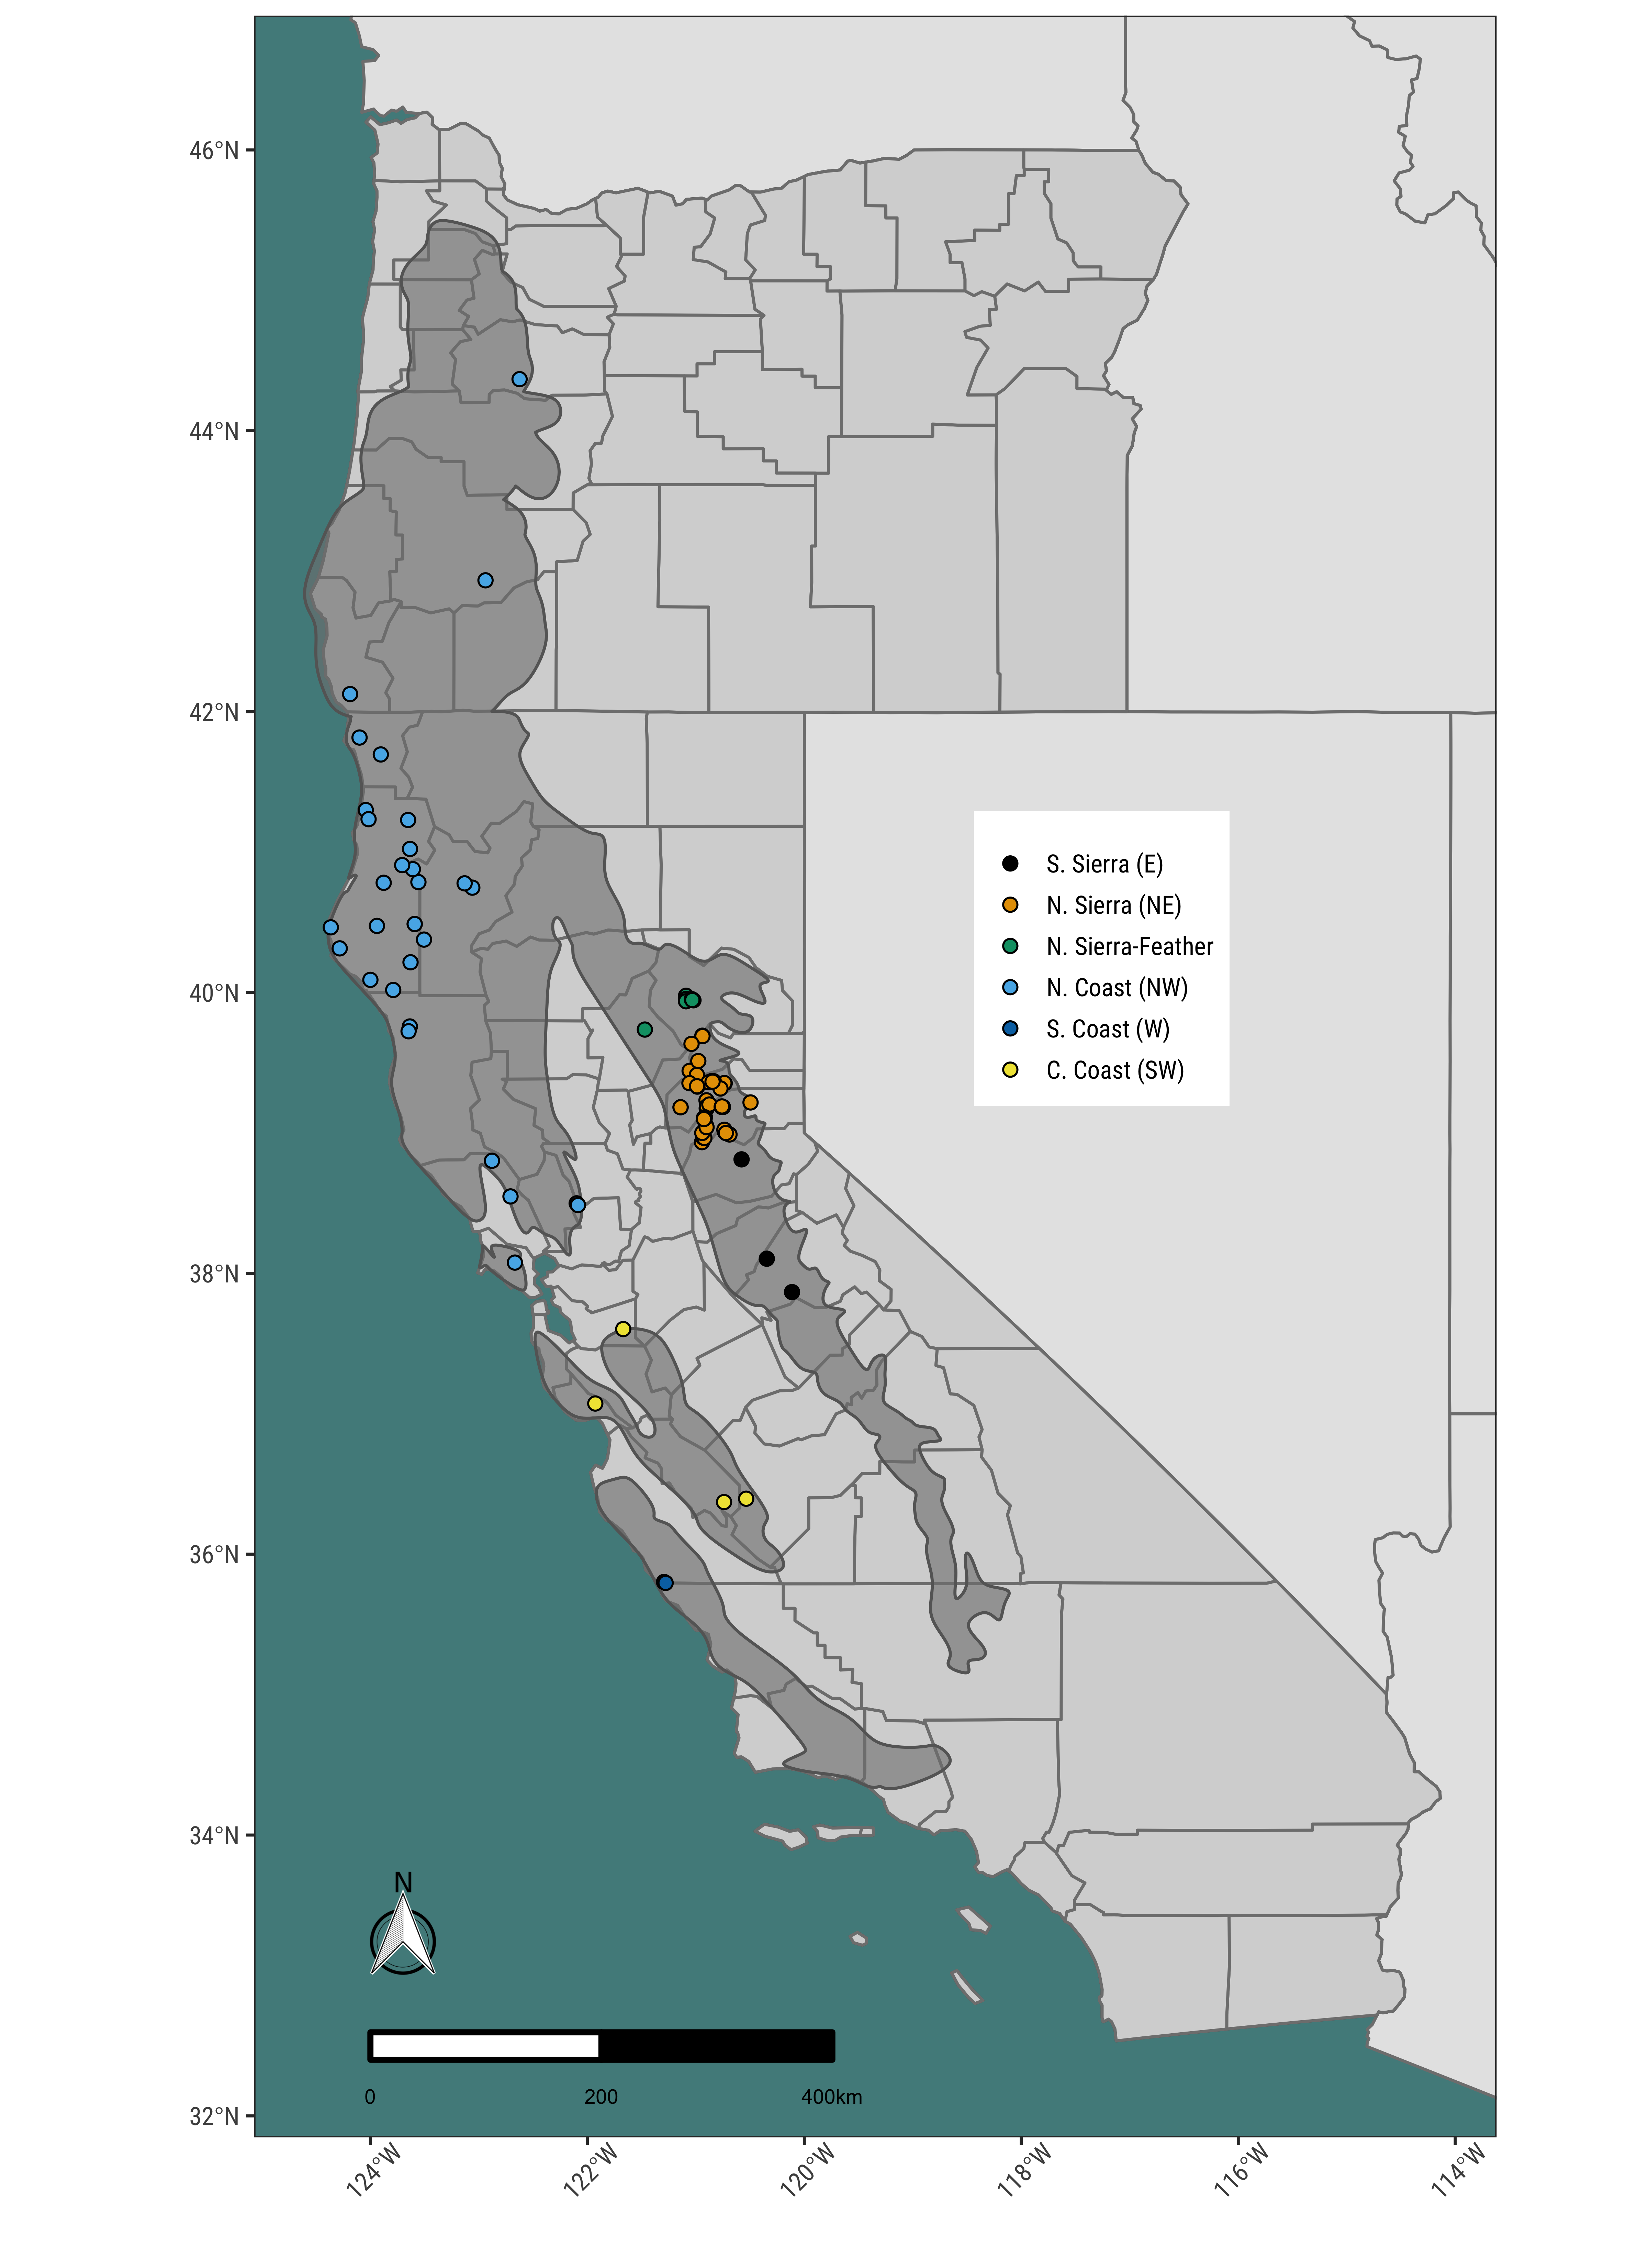 46°N
44°N
42°N
40°N
38°N
36°N
34°N
32°N
S. Sierra (E)
N. Sierra (NE)
N. Sierra-Feather
N. Coast (NW)
S. Coast (W)
C. Coast (SW)
N
0 200 400km
124°W 122°W 120°W 118°W 116°W 114°W